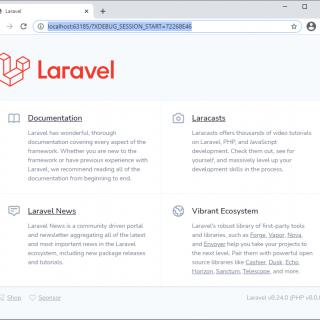 Laravel
localhost:63185/?XDEBUG_SESSION_START=72268E46
Laravel
Documentation
Laravel has wonderful, thorough
documentation covering every aspect of the
framework. Whether you are new to the
framework or have previous experience with
Laravel, we recommend reading all of the
documentation from beginning to end.
Laracasts
Laracasts offers thousands of video tutorials
on Laravel, PHP, and JavaScript
development. Check them out, see for
yourself, and massively level up your
development skills in the process.
Laravel News
Laravel News is a community driven portal
and newsletter aggregating all of the latest
and most important news in the Laravel
ecosystem, including new package releases
and tutorials.
Vibrant Ecosystem
Laravel's robust library of first-party tools
and libraries, such as Forge, Vapor, Nova,
and Envoyer help you take your projects to
the next level. Pair them with powerful open
source libraries like Cashier, Dusk, Echo,
Horizon, Sanctum, Telescope, and more.
Shop
Sponsor
Laravel v8.24.0 (PHP v8.0.